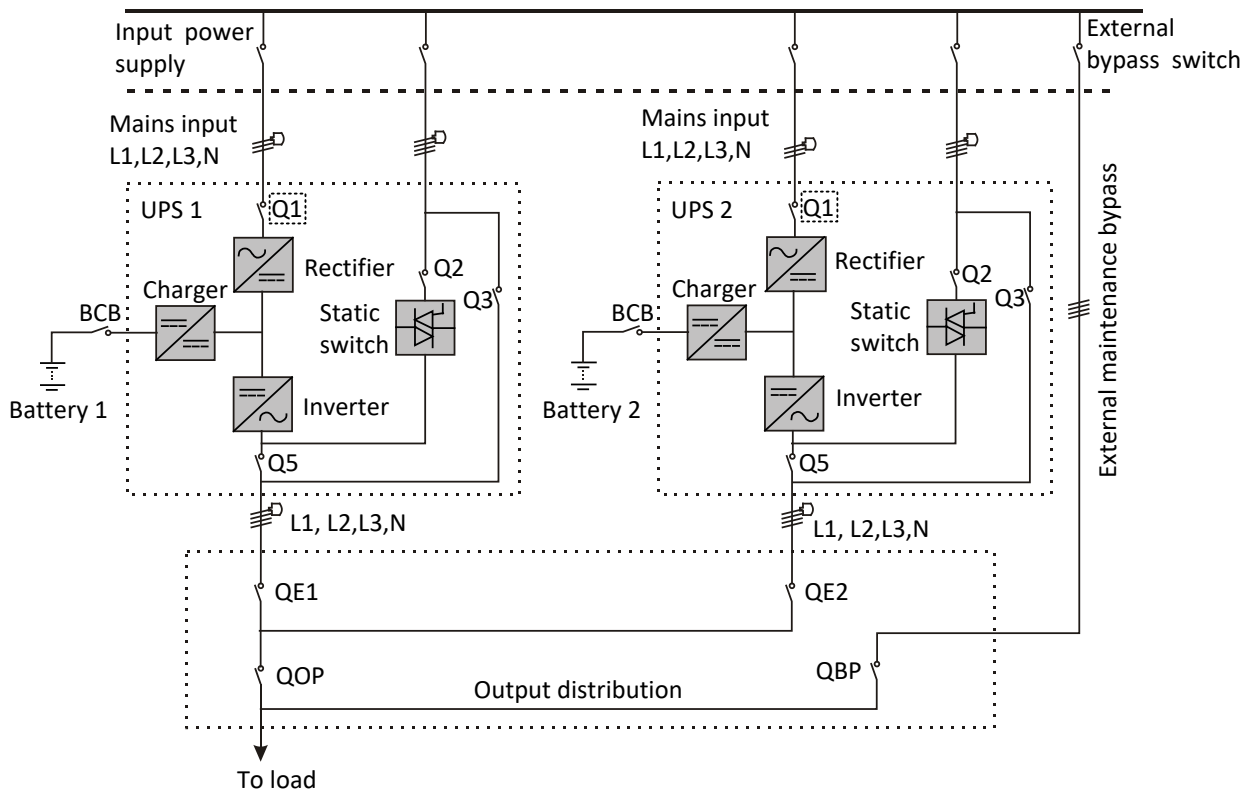 Input power
supply
External
bypass switch
Mains input
L1,L2,L3,N
Mains input
L1,L2,L3,N
UPS 1
Q1
Rectifier
Q2
Charger
Q3
BCB
Static
switch
Battery 1
Inverter
Q5
L1, L2,L3,N
UPS 2
Q1
Rectifier
Q2
Charger
Q3
BCB
Static
switch
Battery 2
Inverter
Q5
L1, L2,L3,N
External maintenance bypass
QE1
QE2
QOP
QBP
Output distribution
To load